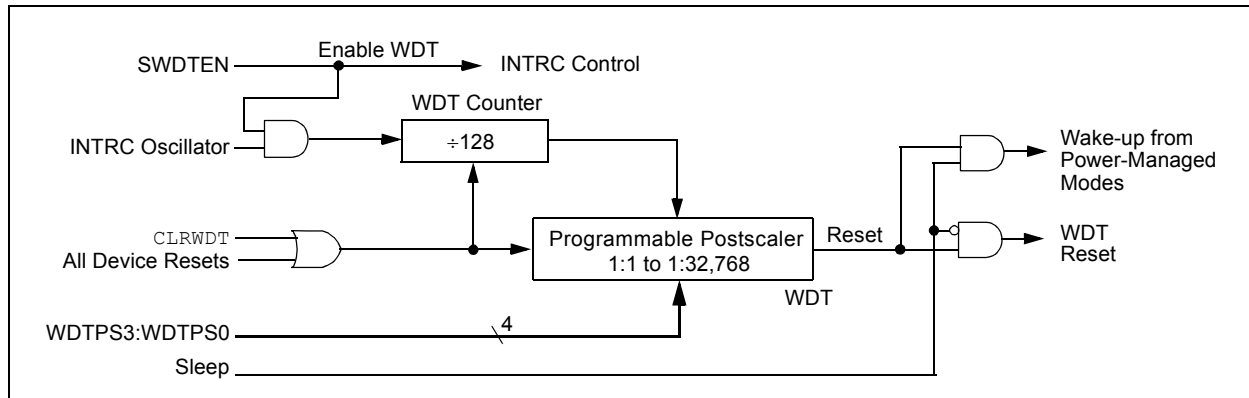 Enable WDT
SWDTEN
INTRC Control
WDT Counter
INTRC Oscillator
÷128
Wake-up from
Power-Managed
Modes
CLRWDT
All Device Resets
Programmable Postscaler
1:1 to 1:32,768
Reset
WDT
Reset
WDT
4
WDTPS3:WDTPS0
Sleep